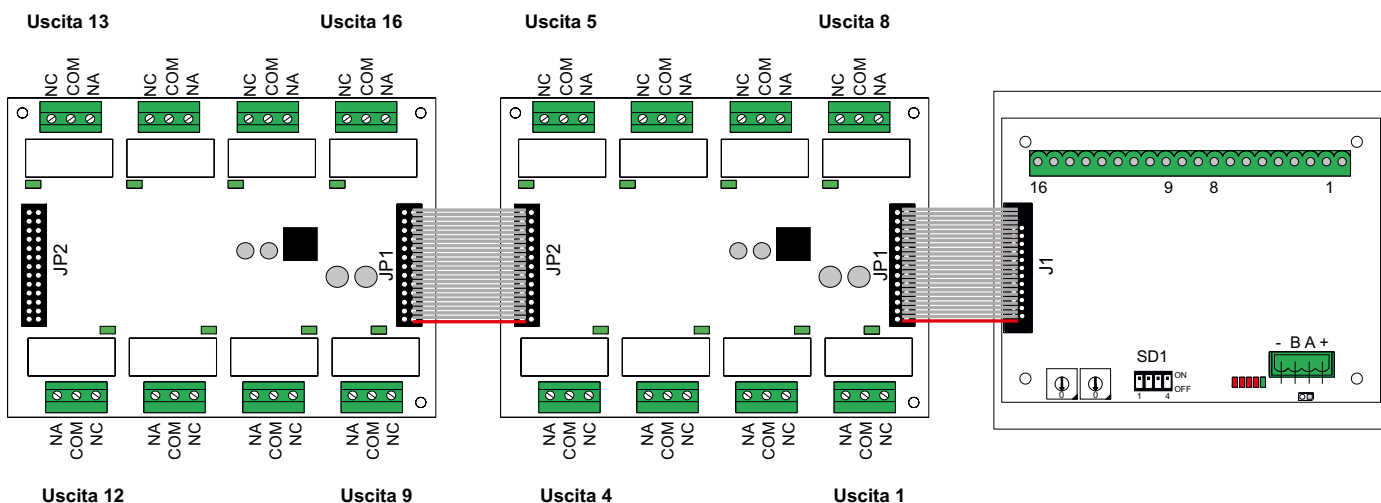 Uscita 13 Uscita 16 Uscita 5 Uscita 8
NC COM NA NC COM NA NC COM NA NC COM NA NC COM NA NC COM NA NC COM NA NC COM NA
16 9 8 1
JP2 JP1 JP2 JP1 J1
- B A +
SD1
ON
OFF
0 0 1 4
NA COM NC NA COM NC NA COM NC NA COM NC NA COM NC NA COM NC NA COM NC NA COM NC
Uscita 12 Uscita 9 Uscita 4 Uscita 1